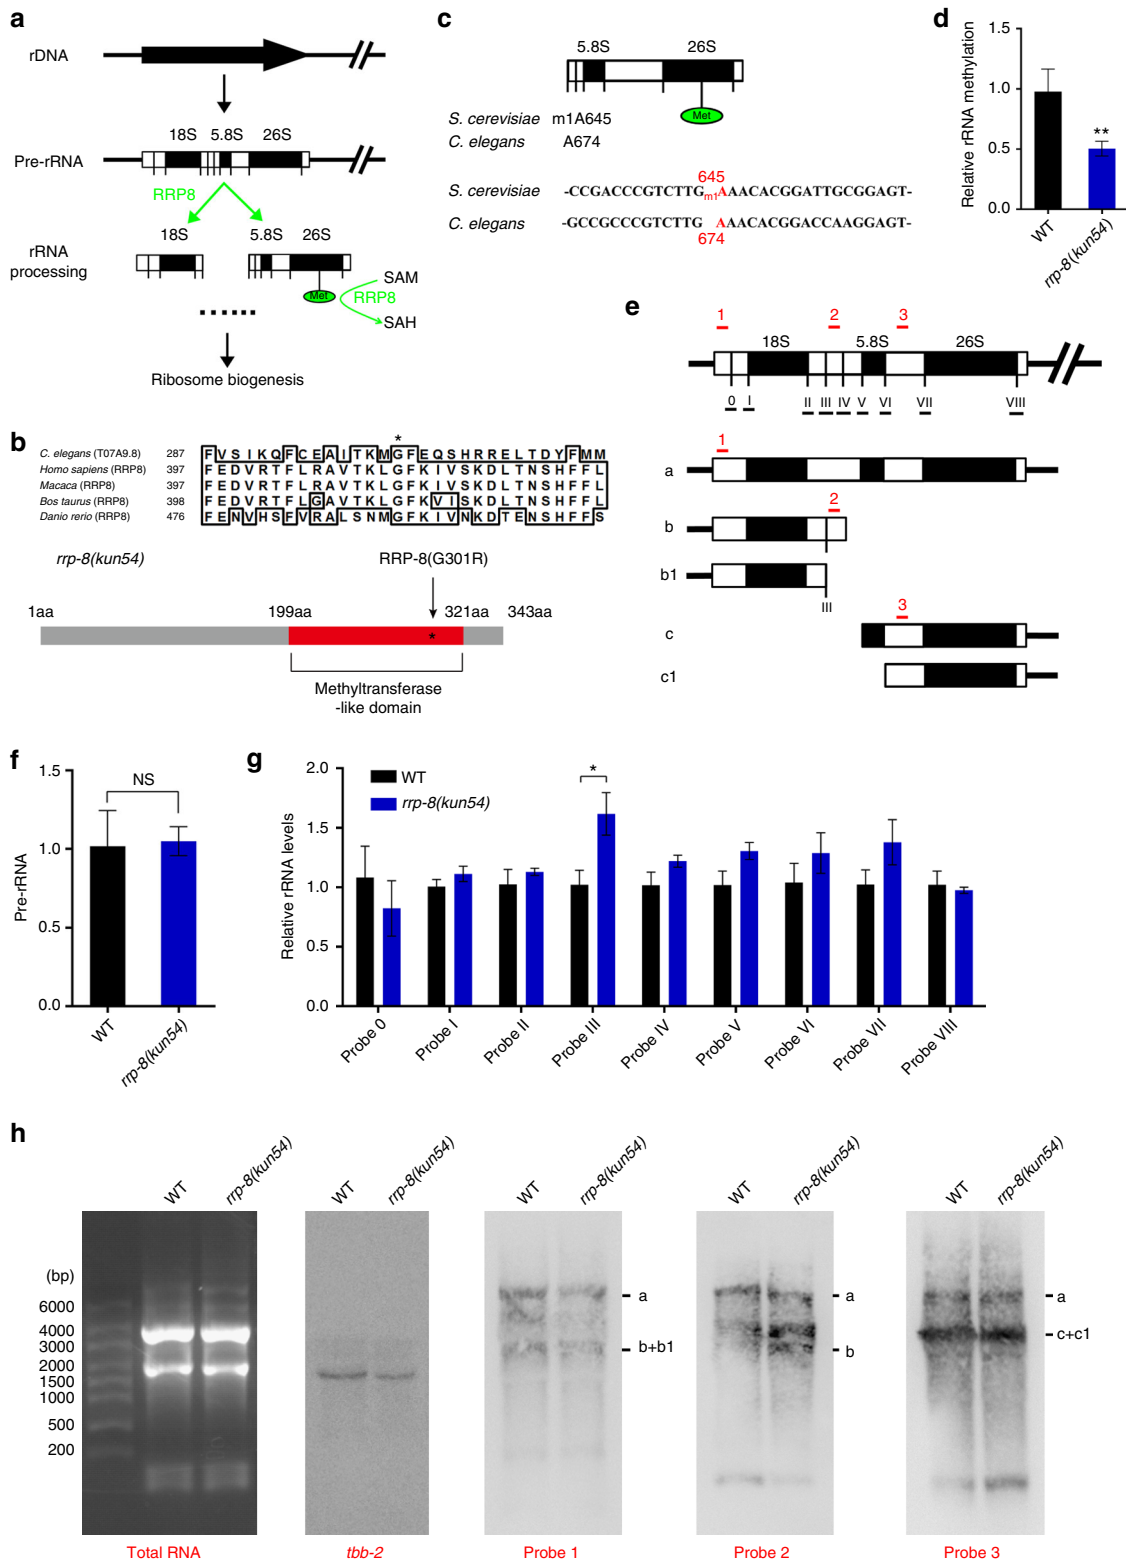 a
rDNA
18S 5.8S 26S
Pre-rRNA
RRP8
18S 5.8S 26S
rRNA
processing
Met
SAM
RRP8
SAH
Ribosome biogenesis
b
*
C. elegans (T07A9.8) 287 FVSIKQFCEAITKMGFEQSHRRELTDYFMM
Homo sapiens (RRP8) 397 FEDVRTFLRAVTKLGFKIVSKDLTNSHFFL
Macaca (RRP8) 397 FEDVRTFLRAVTKLGFKIVSKDLTNSHFFL
Bos taurus (RRP8) 398 FEDVRTFLGAVTKLGFKVISKDLTNSHFFL
Danio rerio (RRP8) 476 FENVHSFVRALSNMGFKIVNKDTENSHFFS
rrp-8(kun54) RRP-8(G301R)
1aa 199aa 321aa 343aa
*
Methyltransferase
-like domain
c
5.8S 26S
Met
S. cerevisiae m1A645
C. elegans A674
645
S. cerevisiae -CCGACCCGTCTTGm1AAACACGGATTGCGGAGT-
C. elegans -GCCGCCCGTCTTG AAACACGGACCAAGGAGT-
674
d
Relative rRNA methylation
1.5
1.0
0.5
0.0
**
WT
rrp-8(kun54)
e
1 2 3
18S 5.8S 26S
0 I II III IV V VI VII VIII
1
a
2
b
b1
III
3
c
c1
f
Pre-rRNA
1.5
1.0
0.5
0.0
NS
WT
rrp-8(kun54)
g
Relative rRNA levels
2.0
1.5
1.0
0.5
0.0
WT
rrp-8(kun54)
*
Probe 0
Probe I
Probe II
Probe III
Probe IV
Probe V
Probe VI
Probe VII
Probe VIII
h
WT rrp-8(kun54)
(bp)
6000
4000
3000
2000
1500
1000
500
200
Total RNA
WT rrp-8(kun54)
tbb-2
WT rrp-8(kun54)
a
b+b1
Probe 1
WT rrp-8(kun54)
a
b
Probe 2
WT rrp-8(kun54)
a
c+c1
Probe 3